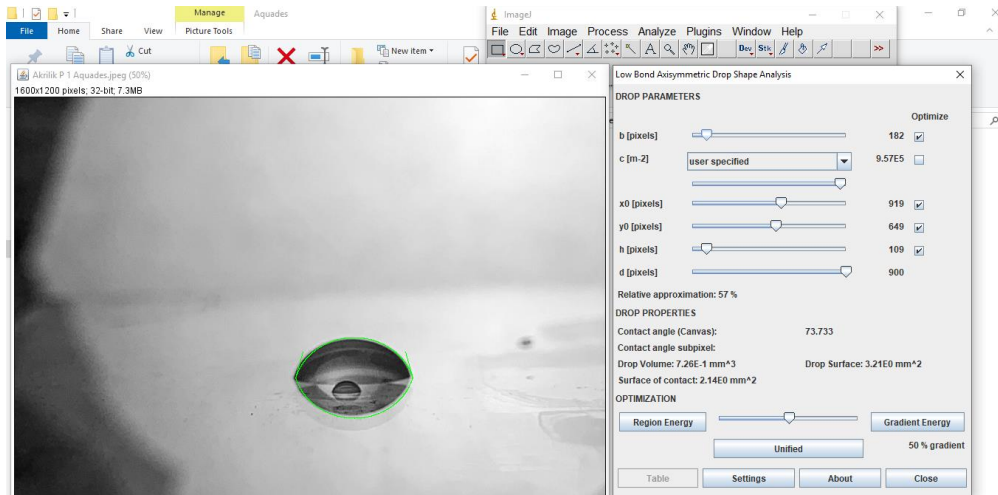 Manage
Aquades
File
Home
Share
View
Picture Tools
Cut
New item
ImageJ
File Edit Image Process Analyze Plugins Window Help
Dev Stk
>>
Akrilik P 1 Aquades.jpeg (50%)
1600x1200 pixels; 32-bit; 7.3MB
Low Bond Axisymmetric Drop Shape Analysis
DROP PARAMETERS
Optimize
b [pixels] 182
c [m-2] user specified 9.57E5
x0 [pixels] 919
y0 [pixels] 649
h [pixels] 109
d [pixels] 900
Relative approximation: 57 %
DROP PROPERTIES
Contact angle (Canvas): 73.733
Contact angle subpixel:
Drop Volume: 7.26E-1 mm^3 Drop Surface: 3.21E0 mm^2
Surface of contact: 2.14E0 mm^2
OPTIMIZATION
Region Energy Gradient Energy
Unified 50 % gradient
Table Settings About Close